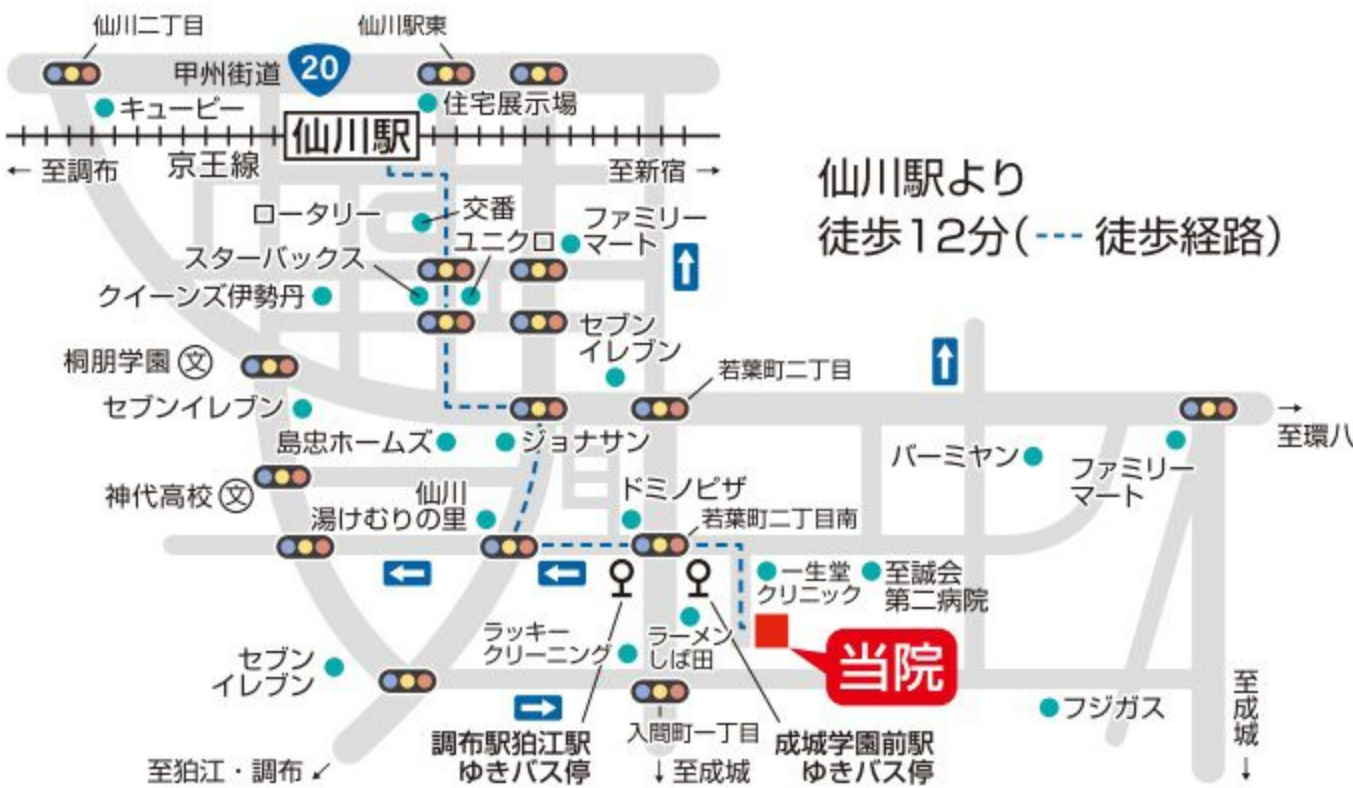 仙川二丁目
仙川駅東
甲州街道
20
キューピー
住宅展示場
仙川駅
← 至調布
京王線
至新宿 →
仙川駅より
徒歩12分(--- 徒歩経路)
ロータリー
交番
ファミリー
マート
ユニクロ
スターバックス
クイーンズ伊勢丹
セブン
イレブン
桐朋学園 文
若葉町二丁目
セブンイレブン
→
至環八
島忠ホームズ
ジョナサン
バーミヤン
ファミリー
マート
神代高校 文
仙川
湯けむりの里
ドミノピザ
若葉町二丁目南
一生堂
クリニック
至誠会
第二病院
ラッキー
クリーニング
ラーメン
しば田
当院
セブン
イレブン
フジガス
至成城
↓
調布駅狛江駅
ゆきバス停
入間町一丁目
成城学園前駅
ゆきバス停
至狛江・調布 ↙
↓ 至成城